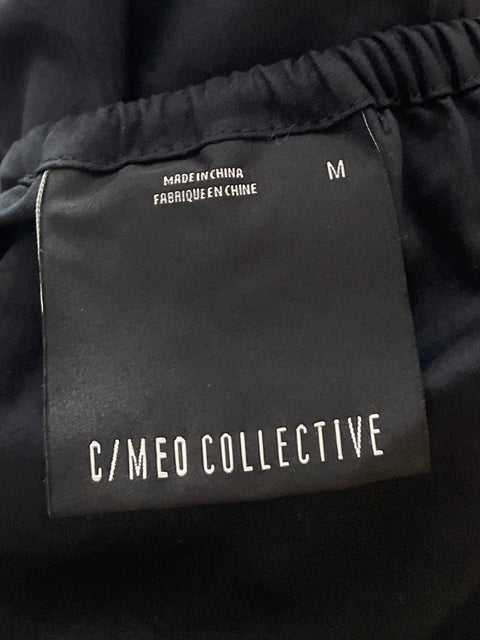 MADE IN CHINA
FABRIQUE EN CHINE
M
C/MEO COLLECTIVE